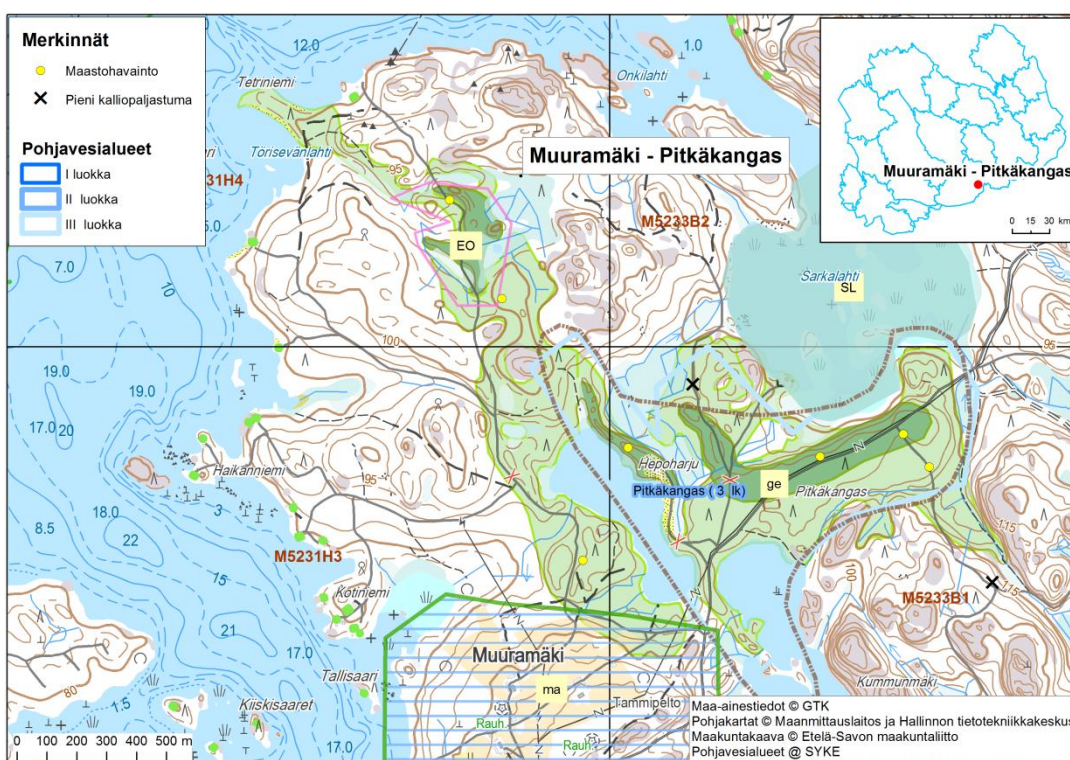 Merkinnät
Maastohavainto
Pieni kalliopaljastuma
Pohjavesialueet
I luokka
II luokka
III luokka
12.0
1.0
Onkilahti
Tetriniemi
Torisevanlahti
95
31H4
Muuramäki - Pitkäkangas
Muuramäki - Pitkäkangas
0 15 30 km
M5233B2
EO
7.0
10
Sarkalahti
SL
100
95
19.0
19.0
17.0
20
Haikanniemi
95
3
8.5
18.0
22
M5231H3
15
Kotiniemi
21
17.0
Hepoharju
Pitkäkangas ( 3 lk)
ge
Pitkäkangas
N
N
115
100
115
M5233B1
Kummunmäki
80
Tallisaari
Kiiskisaaret
1.5
17.0
Muuramäki
ma
Tammipelto
Rauh.
Rauh.
0 100 200 300 400 500 m
Maa-ainestiedot © GTK
Pohjakartat © Maanmittauslaitos ja Hallinnon tietotekniikkakeskus
Maakuntakaava © Etelä-Savon maakuntaliitto
Pohjavesialueet @ SYKE